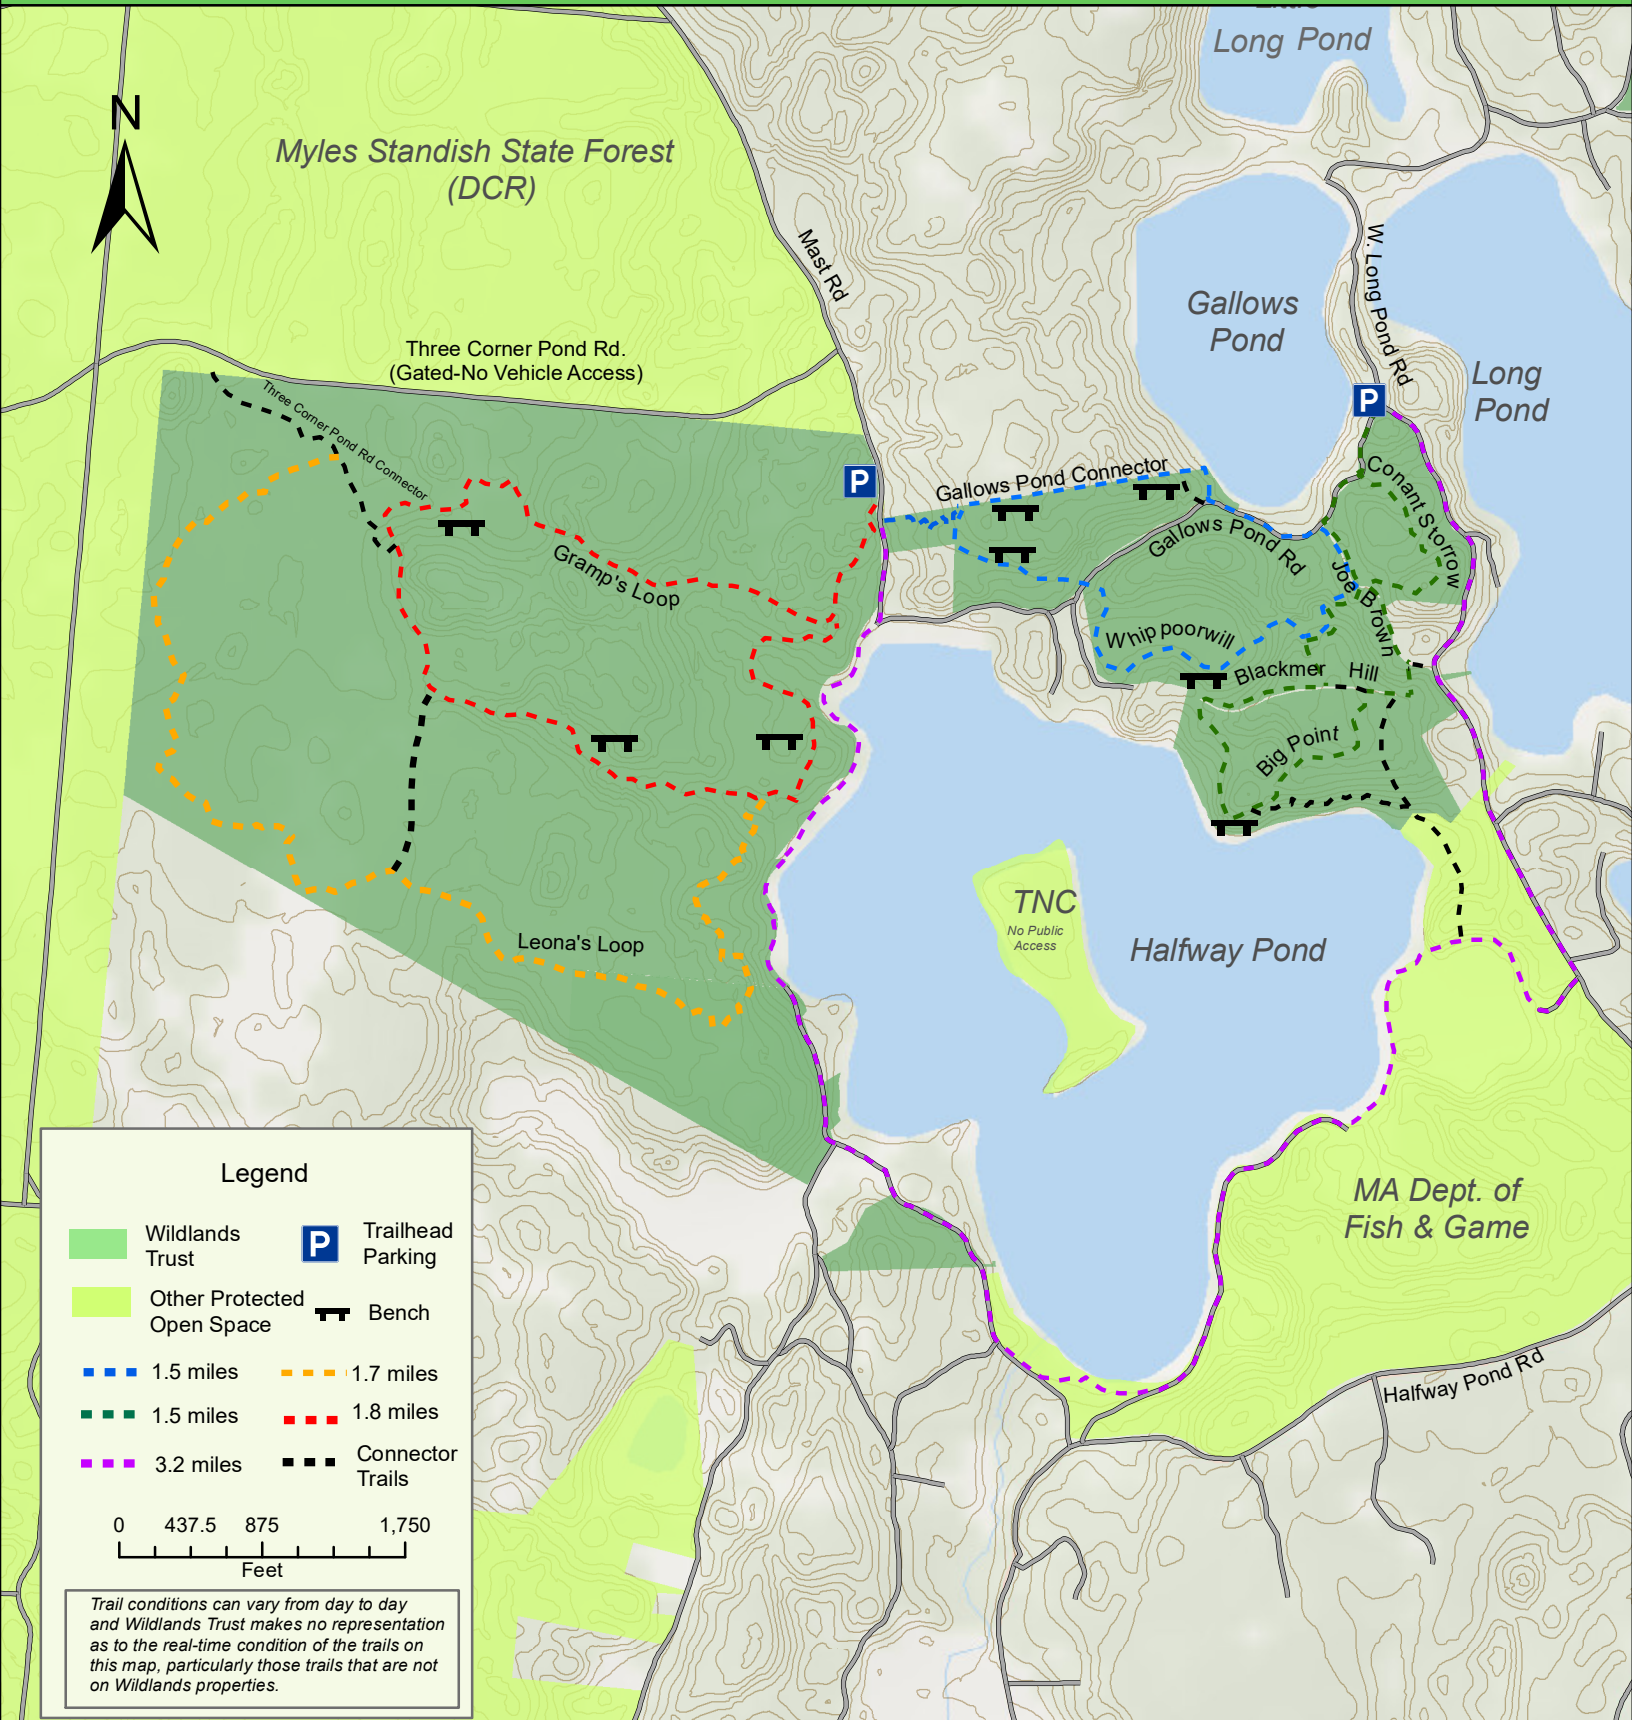 Long Pond
N
Myles Standish State Forest
(DCR)
Mast Rd
W. Long Pond Rd
Gallows
Pond
Three Corner Pond Rd.
(Gated-No Vehicle Access)
Long
Pond
P
Three Corner Pond Rd Connector
P
Gallows Pond Connector
Conant Storrow
Gallows Pond Rd
Gramp's Loop
Joe Brown
Whippoorwill
Blackmer Hill
Big Point
TNC
No Public
Access
Halfway Pond
Leona's Loop
MA Dept. of
Fish & Game
Halfway Pond Rd
Legend
Wildlands
Trust
P
Trailhead
Parking
Other Protected
Open Space
Bench
1.5 miles
1.7 miles
1.5 miles
1.8 miles
3.2 miles
Connector
Trails
0 437.5 875 1,750
Feet
Trail conditions can vary from day to day
and Wildlands Trust makes no representation
as to the real-time condition of the trails on
this map, particularly those trails that are not
on Wildlands properties.